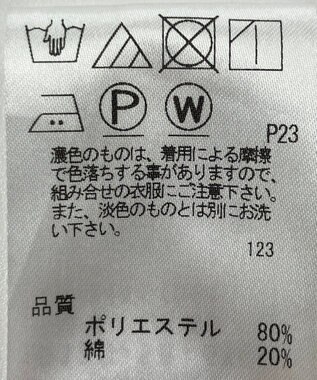 P W
P23
濃色のものは、着用による摩擦
で色落ちする事がありますので、
組み合せの衣服にご注意下さい。
また、淡色のものとは別にお洗
い下さい。
123
品質
ポリエステル 80%
綿 20%